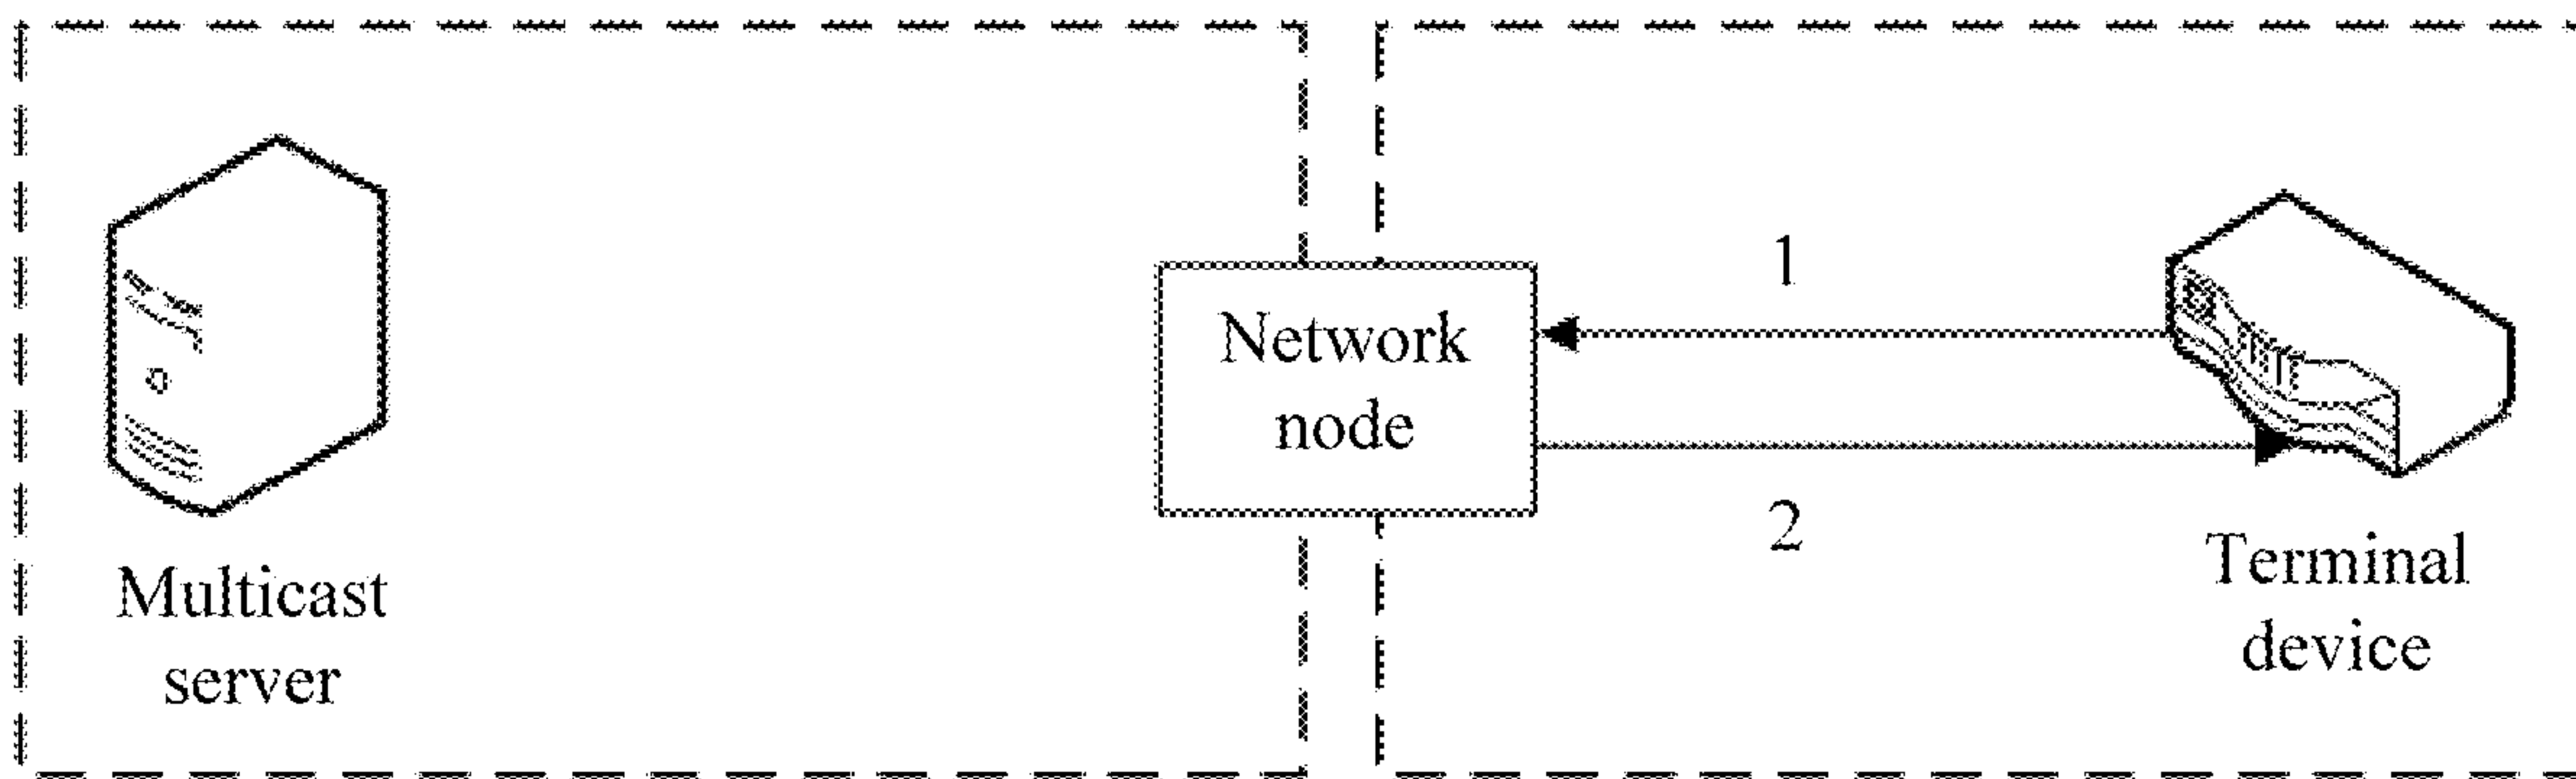 1
Network
node
2
Multicast
server
Terminal
device